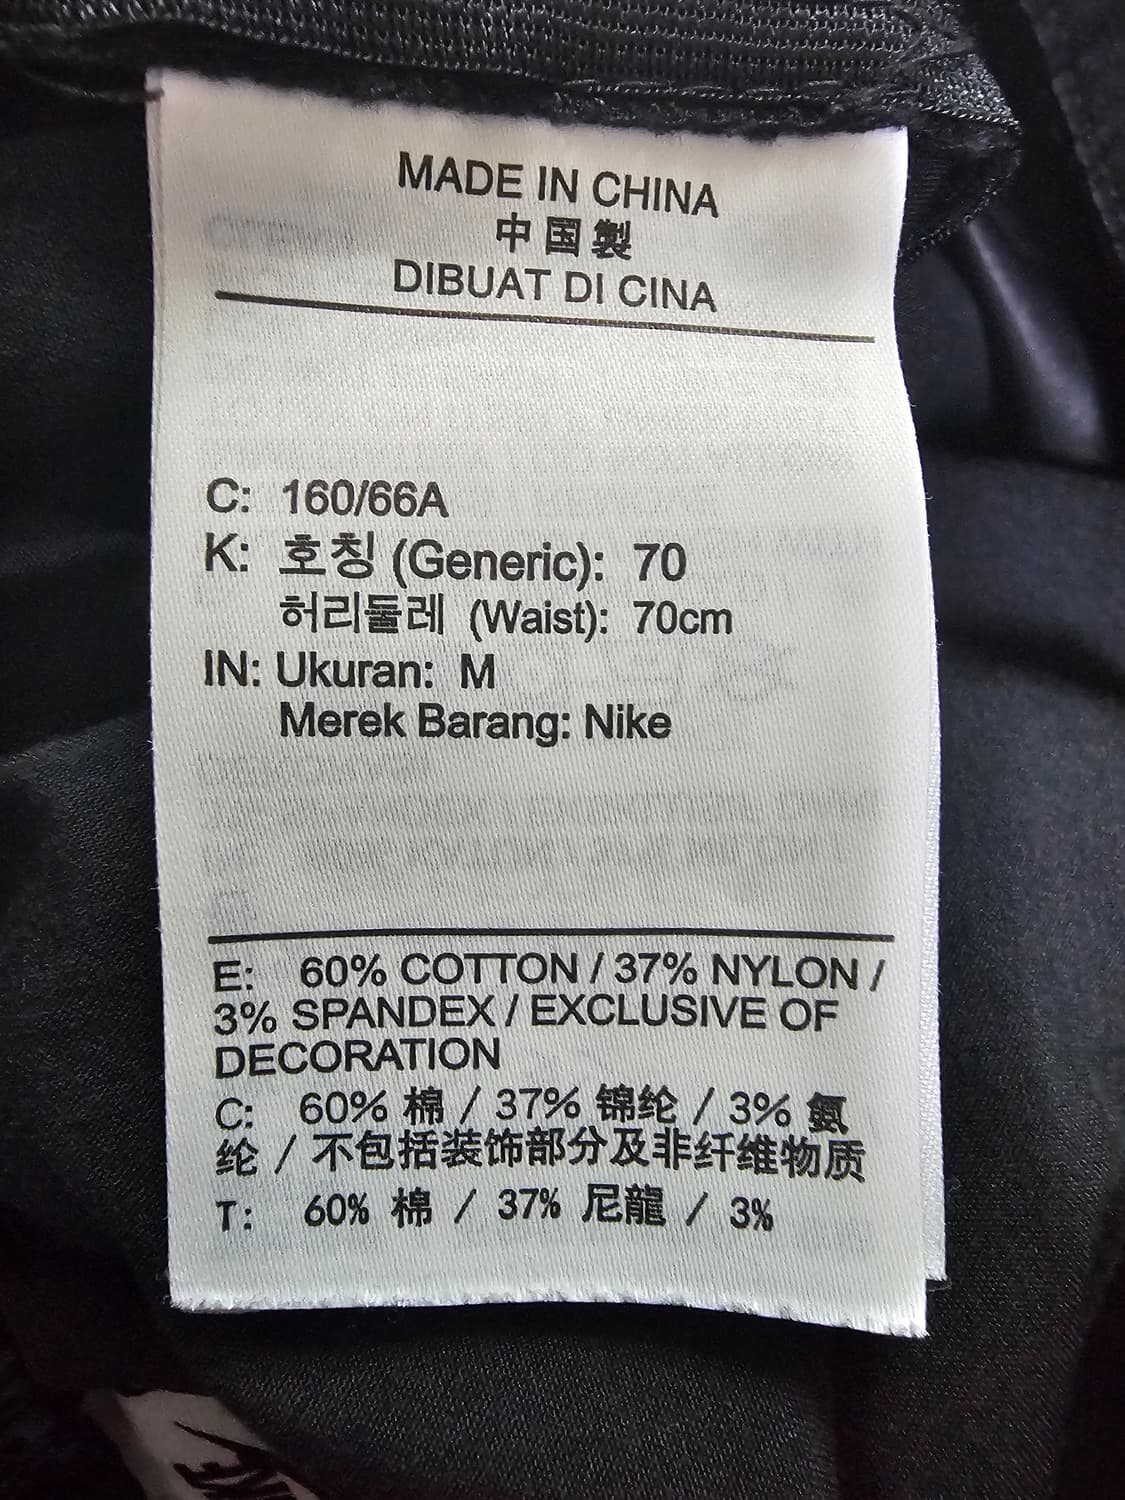 MADE IN CHINA
中国製
DIBUAT DI CINA
C: 160/66A
K: 호칭 (Generic): 70
허리둘레 (Waist): 70cm
IN: Ukuran: M
Merek Barang: Nike
E: 60% COTTON / 37% NYLON /
3% SPANDEX / EXCLUSIVE OF
DECORATION
C: 60% 棉 / 37% 锦纶 / 3% 氨
纶 / 不包括装饰部分及非纤维物质
T: 60% 棉 / 37% 尼龍 / 3%